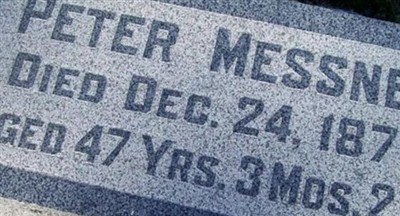 PETER MESSNE
DIED DEC. 24, 187
GED 47 YRS. 3 MOS. 2